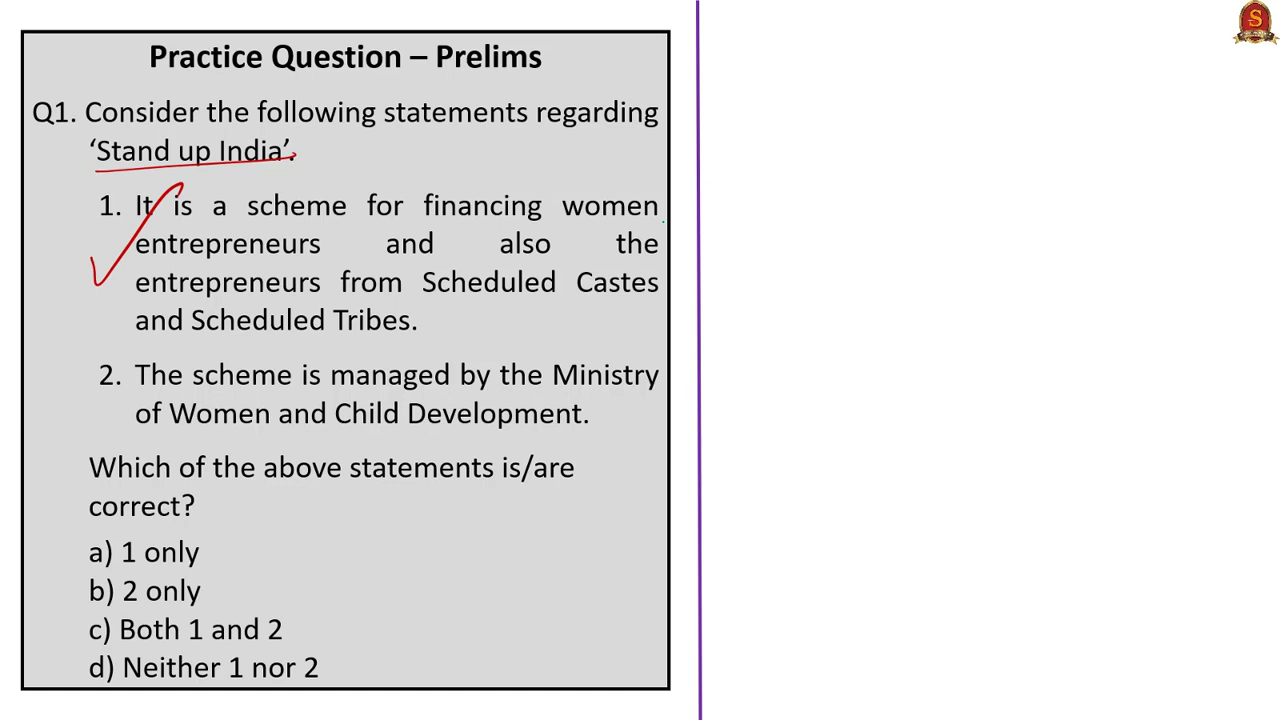 Practice Question – Prelims
Q1. Consider the following statements regarding
‘Stand up India’.
1. It is a scheme for financing women
entrepreneurs and also the
entrepreneurs from Scheduled Castes
and Scheduled Tribes.
2. The scheme is managed by the Ministry
of Women and Child Development.
Which of the above statements is/are
correct?
a) 1 only
b) 2 only
c) Both 1 and 2
d) Neither 1 nor 2
S